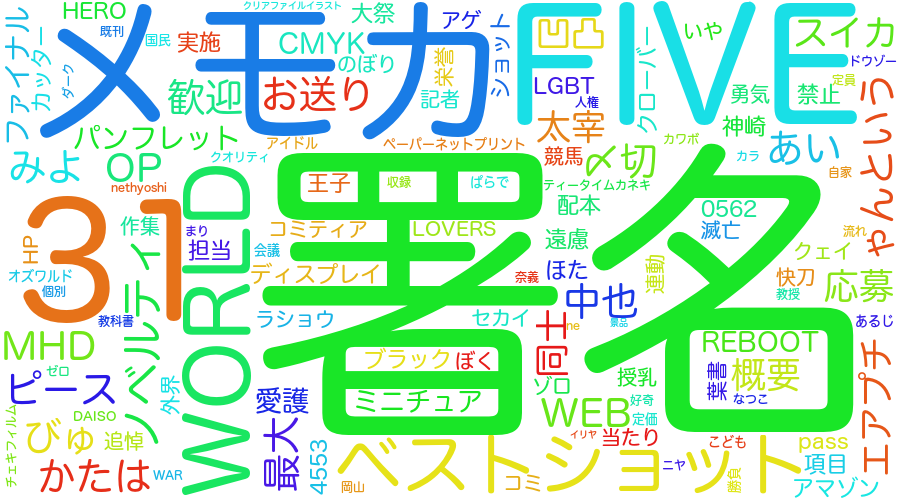 クリアファイルイラスト
HERO
メモカ
FIVE
大祭
アゲ
既刊
国民
実施
CMYK
のぼり
栄誉
ショット
凸
いや
スイカ
ファイナル
カッター
ダーク
歓迎
お送り
記者
LGBT
人権
クローバー
勇気
禁止
ドウゾー
定員
パンフレット
アイドル
ペーパーネットプリント
太宰
神崎
あい
やんという
みよ
OP
クオリティ
競馬
〆切
カワボ
カラ
nethyoshi
王子
収録
ぱらで
ティータイムカネキ
自家
31
WORLD
署名
配本
0562
滅亡
作集
まり
コミティア
LOVERS
遠慮
流れ
HP
担当
会議
クェイ
オズワルド
ディスプレイ
奈義
ほた
連動
快刀
教授
応募
個別
ノベルティ
中也
教科書
ラショウ
セカイ
同士
ne
景品
あるじ
MHD
REBOOT
ゼロ
ブラック
ぼく
ゾロ
授乳
葉書
概要
エアプチ
ピース
外界
愛護
ミニチュア
なつこ
チェキフィルム
DAISO
WEB
好奇
定価
びゅ
追悼
最大
4553
ベストショット
イリヤ
当たり
こども
pass
かたは
WAR
岡山
コミ
ニヤ
勝負
項目
アマゾン